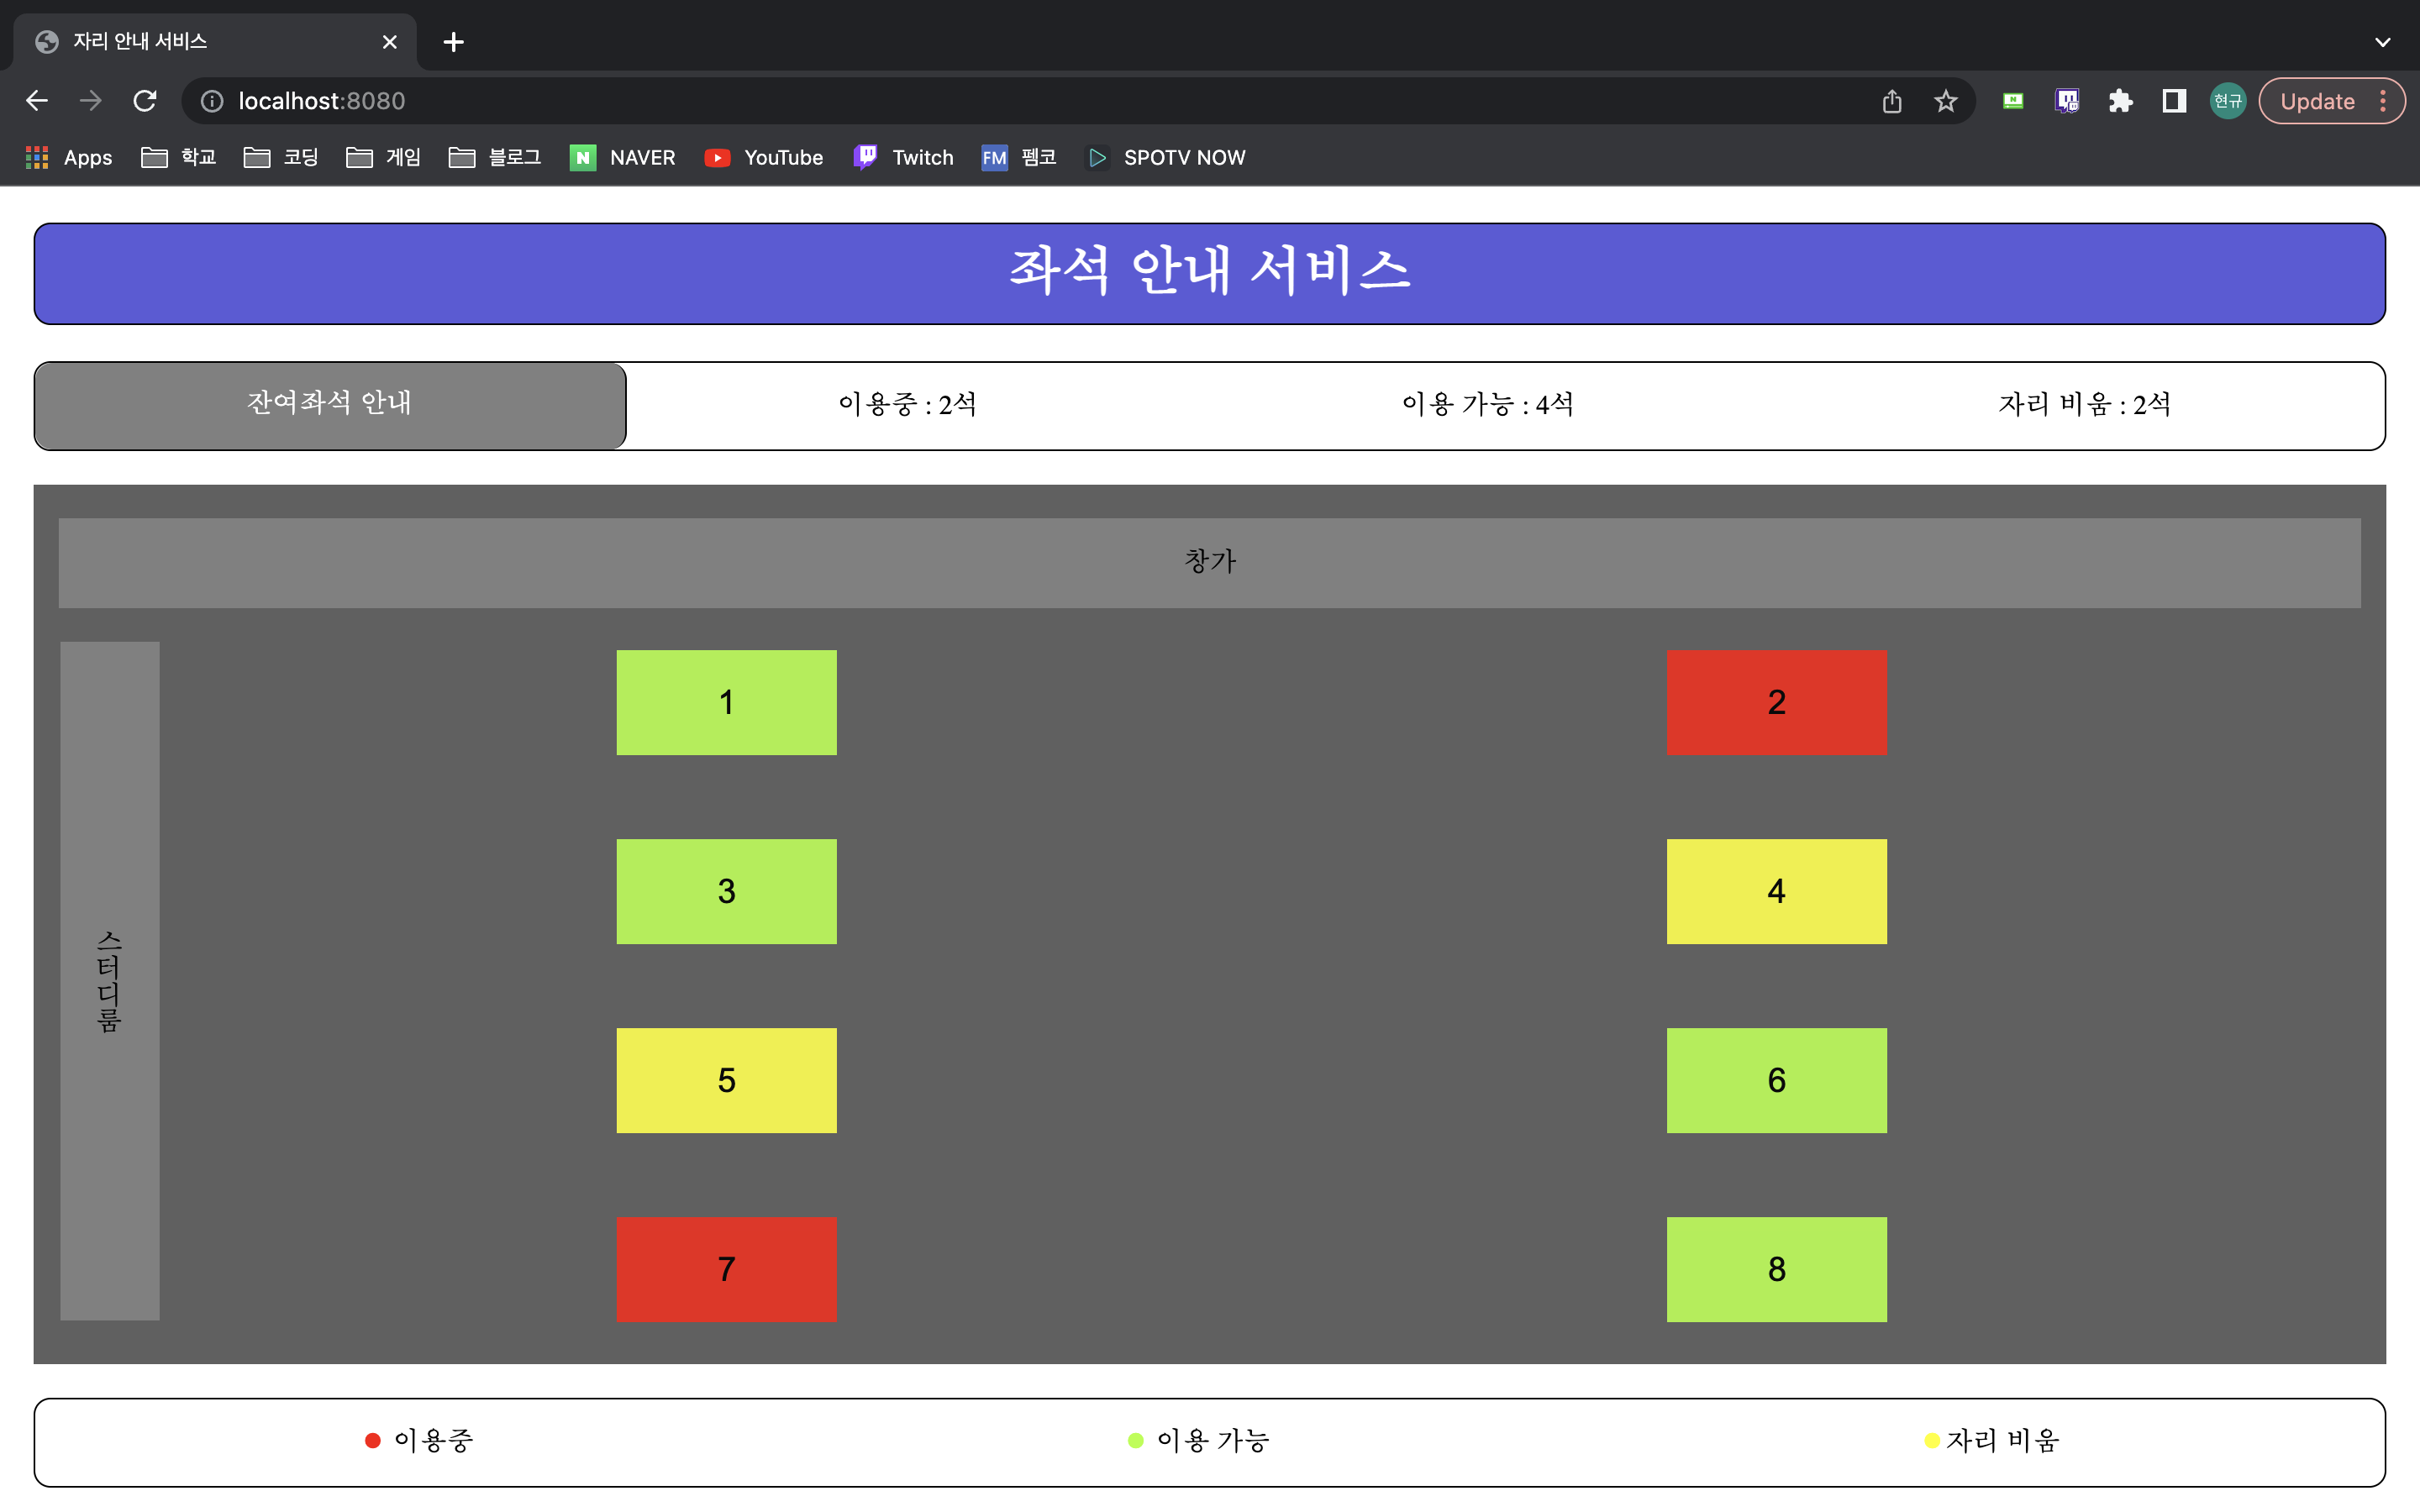 자리 안내 서비스
localhost:8080
현규
Update
Apps 학교 코딩 게임 블로그 N NAVER YouTube Twitch FM 펨코 SPOTV NOW
좌석 안내 서비스
잔여좌석 안내 이용중 : 2석 이용 가능 : 4석 자리 비움 : 2석
창가
1 2
3 4
스터디룸
5 6
7 8
이용중 이용 가능 자리 비움